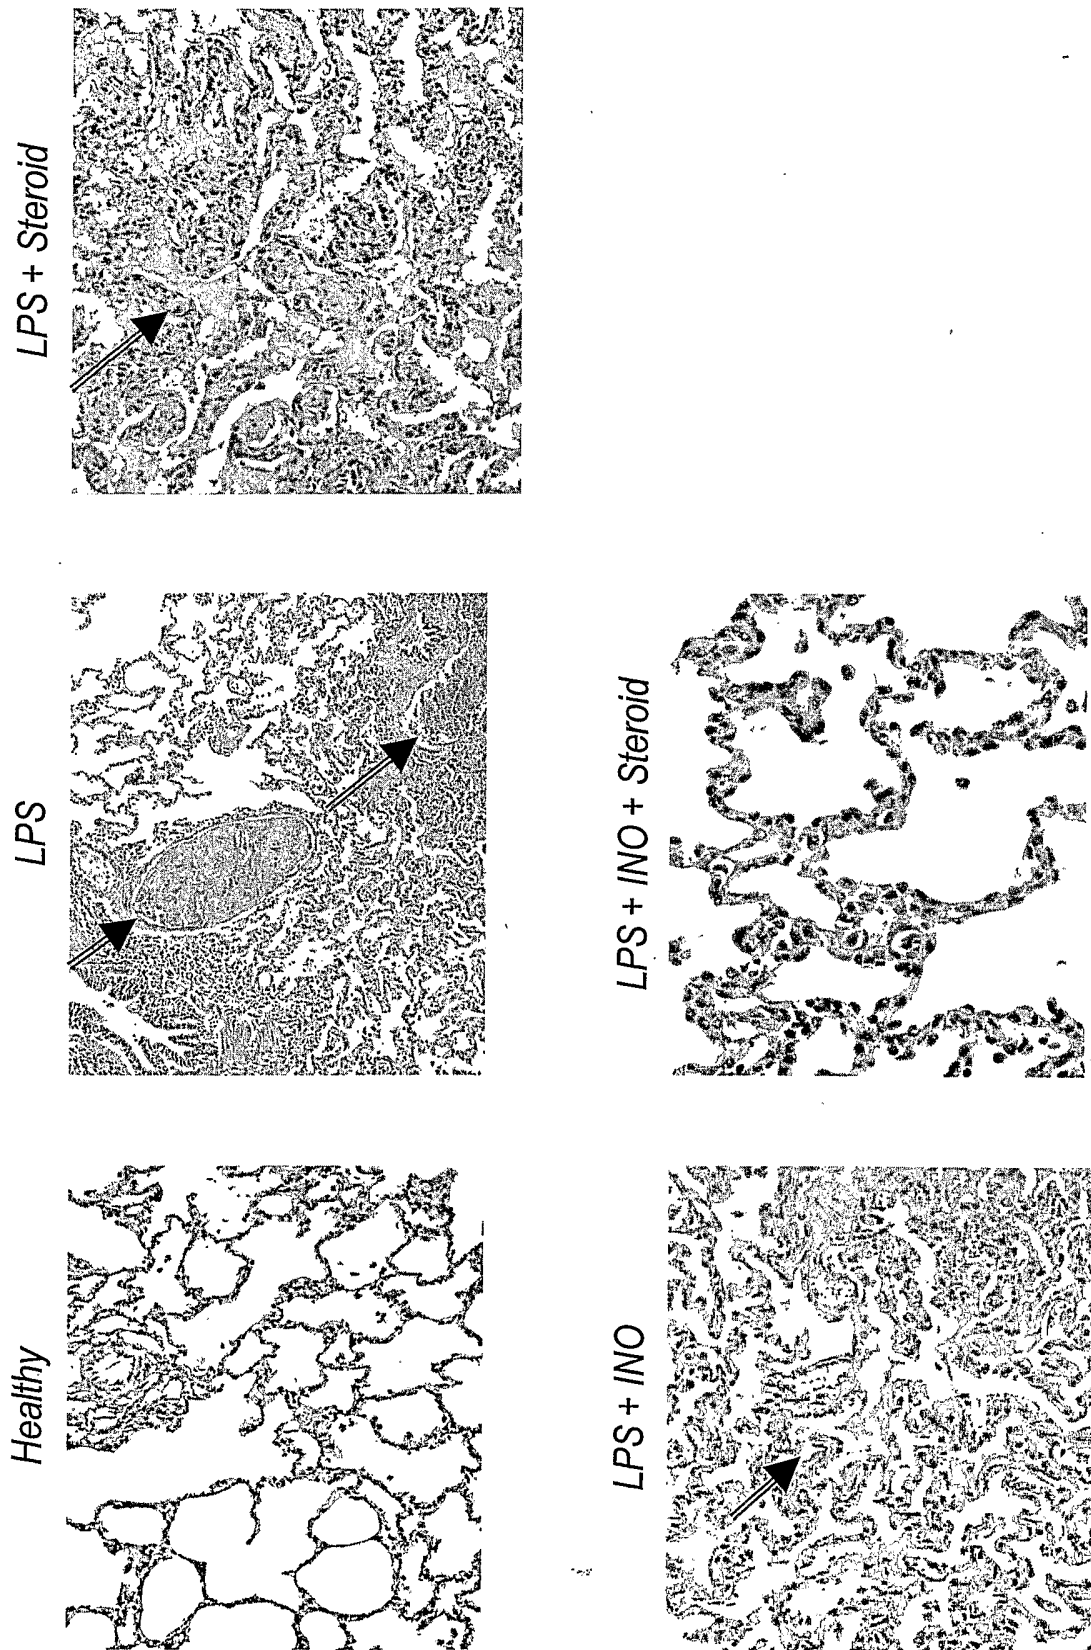 Healthy
LPS
LPS + Steroid
LPS + INO
LPS + INO + Steroid